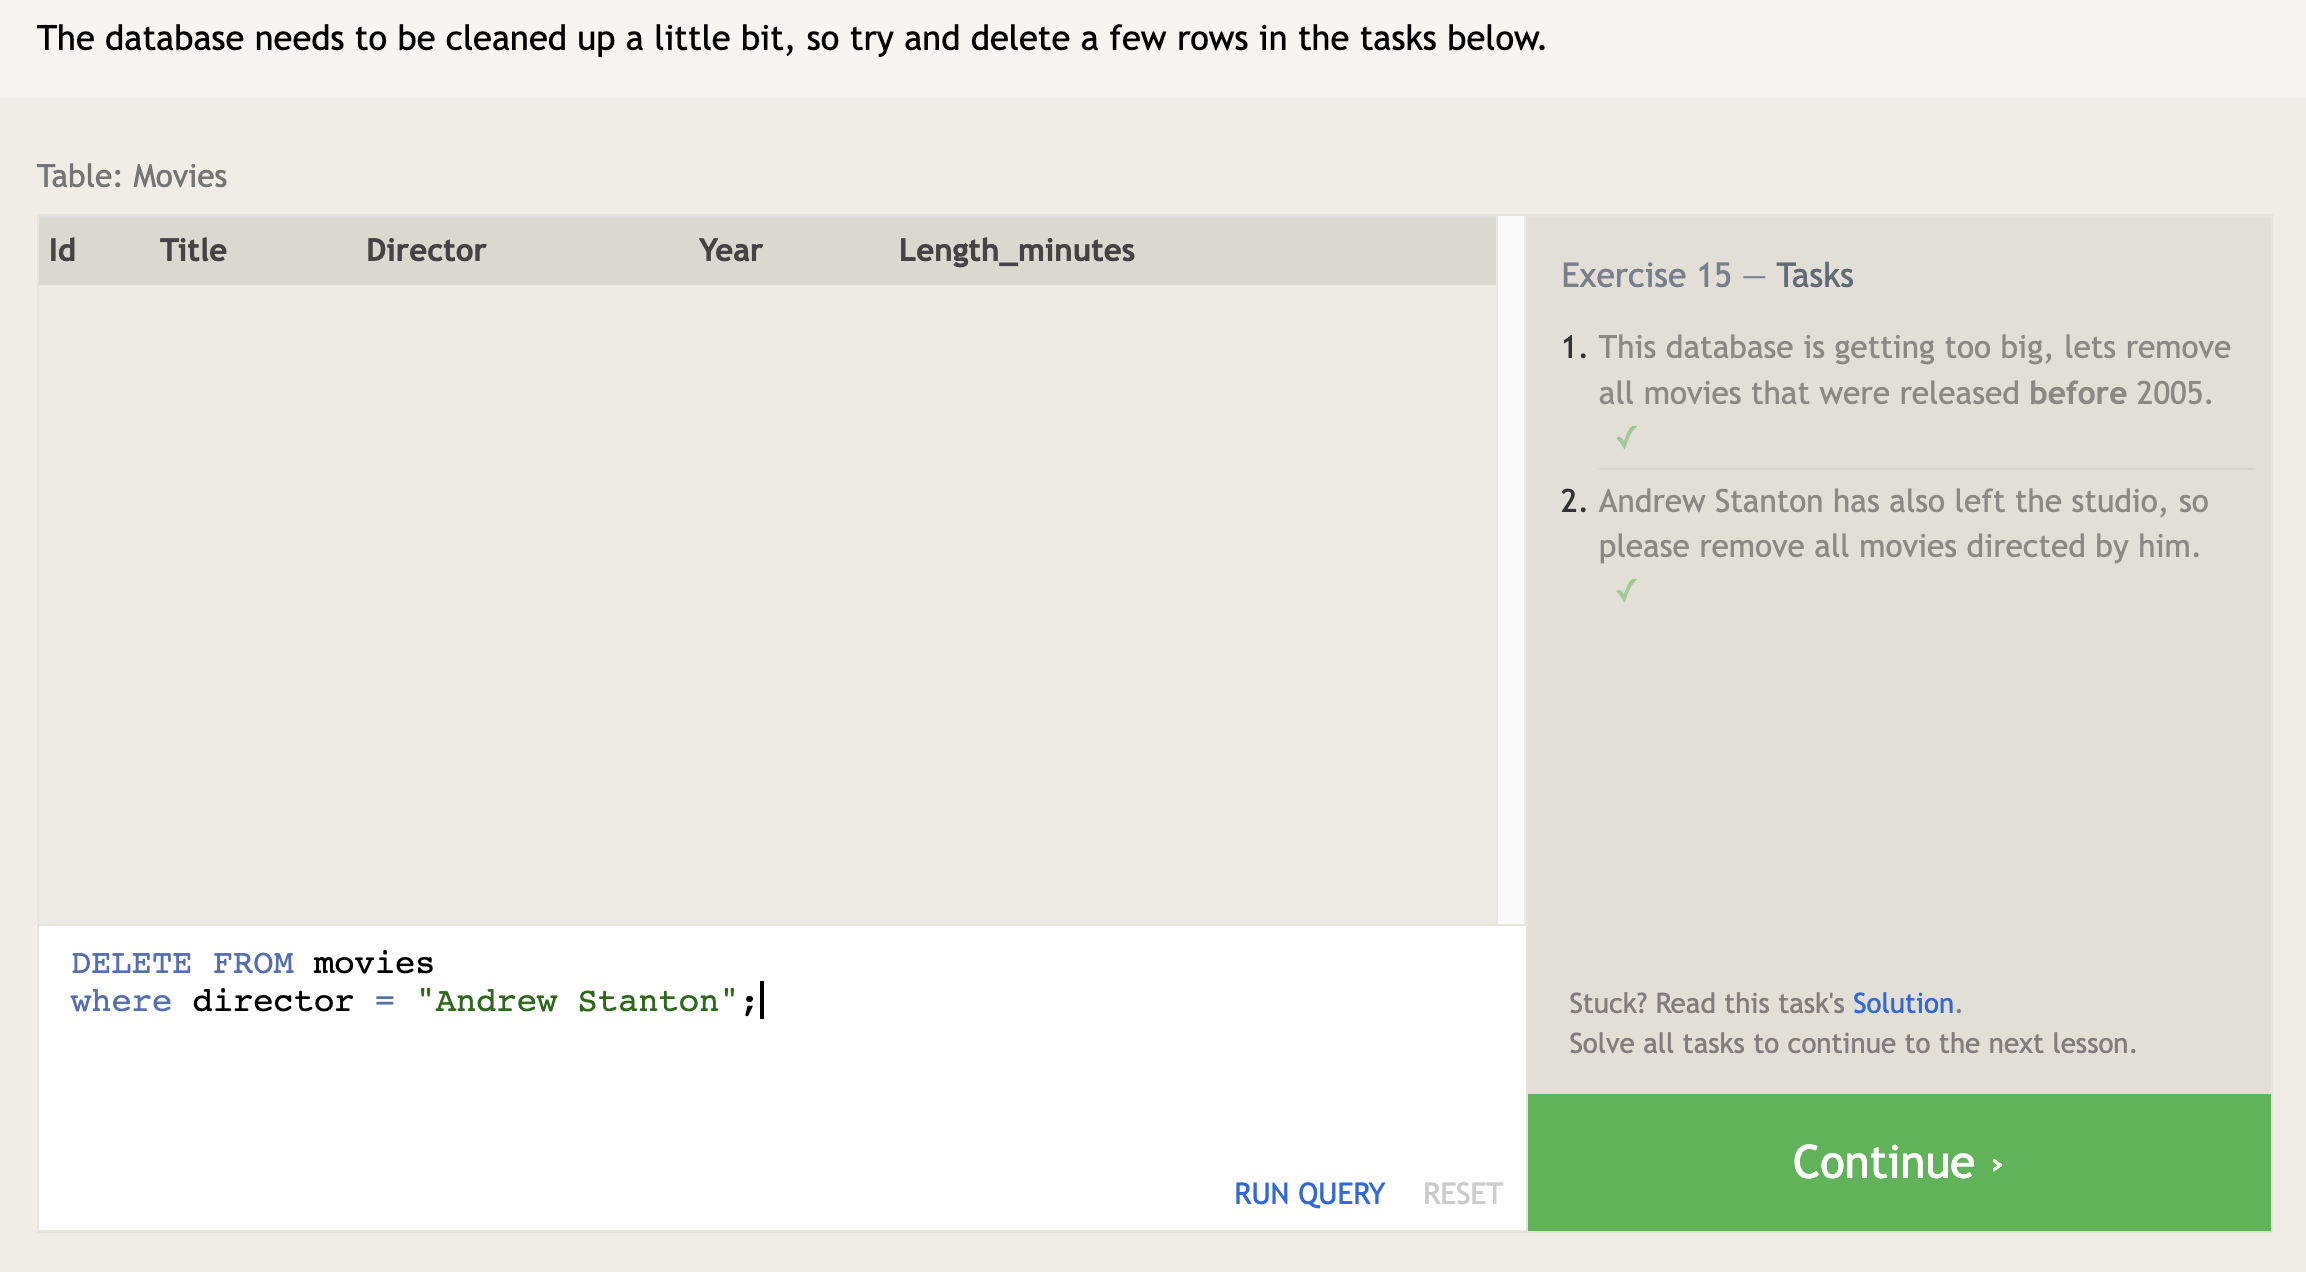 The database needs to be cleaned up a little bit, so try and delete a few rows in the tasks below.
Table: Movies
Id Title Director Year Length_minutes
DELETE FROM movies
where director = "Andrew Stanton";
RUN QUERY RESET
Exercise 15 — Tasks
1. This database is getting too big, lets remove
all movies that were released before 2005.
✓
2. Andrew Stanton has also left the studio, so
please remove all movies directed by him.
✓
Stuck? Read this task's Solution.
Solve all tasks to continue to the next lesson.
Continue ›